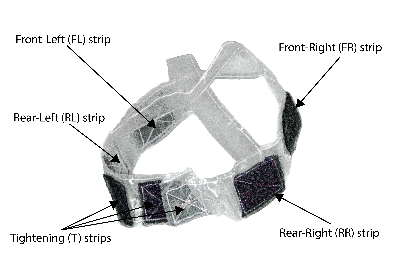 Front-Left (FL) strip
Front-Right (FR) strip
Rear-Left (RL) strip
Tightening (T) strips
Rear-Right (RR) strip